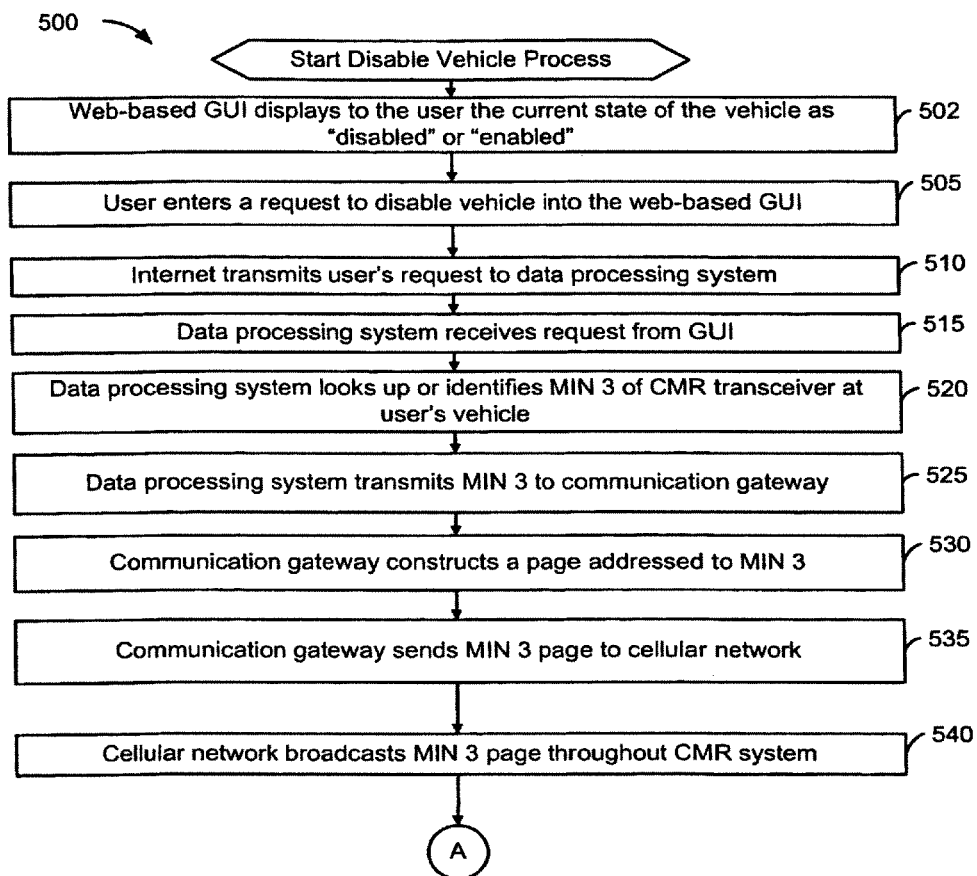 500
Start Disable Vehicle Process
Web-based GUI displays to the user the current state of the vehicle as
"disabled" or "enabled"
502
User enters a request to disable vehicle into the web-based GUI
505
Internet transmits user's request to data processing system
510
Data processing system receives request from GUI
515
Data processing system looks up or identifies MIN 3 of CMR transceiver at
user's vehicle
520
Data processing system transmits MIN 3 to communication gateway
525
Communication gateway constructs a page addressed to MIN 3
530
Communication gateway sends MIN 3 page to cellular network
535
Cellular network broadcasts MIN 3 page throughout CMR system
540
A